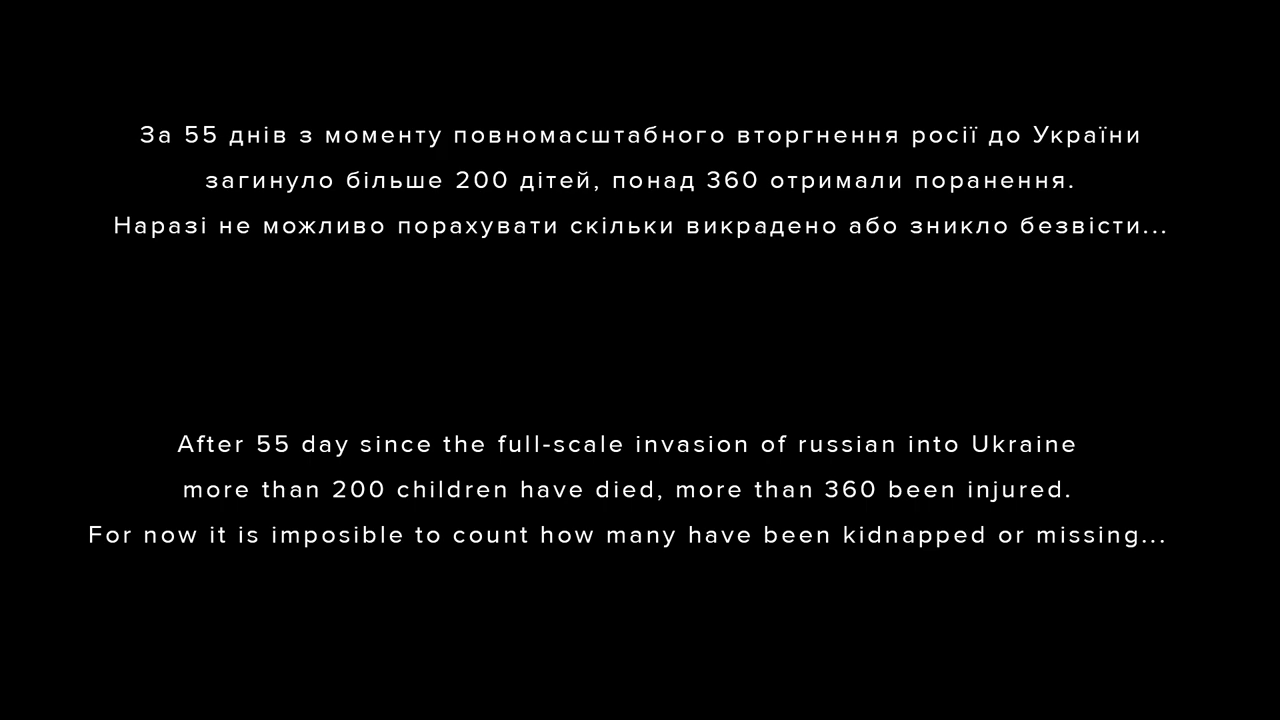 За 55 днів з моменту повномасштабного вторгнення росії до України
загинуло більше 200 дітей, понад 360 отримали поранення.
Наразі не можливо порахувати скільки викрадено або зникло безвісти...
After 55 day since the full-scale invasion of russian into Ukraine
more than 200 children have died, more than 360 been injured.
For now it is imposible to count how many have been kidnapped or missing...